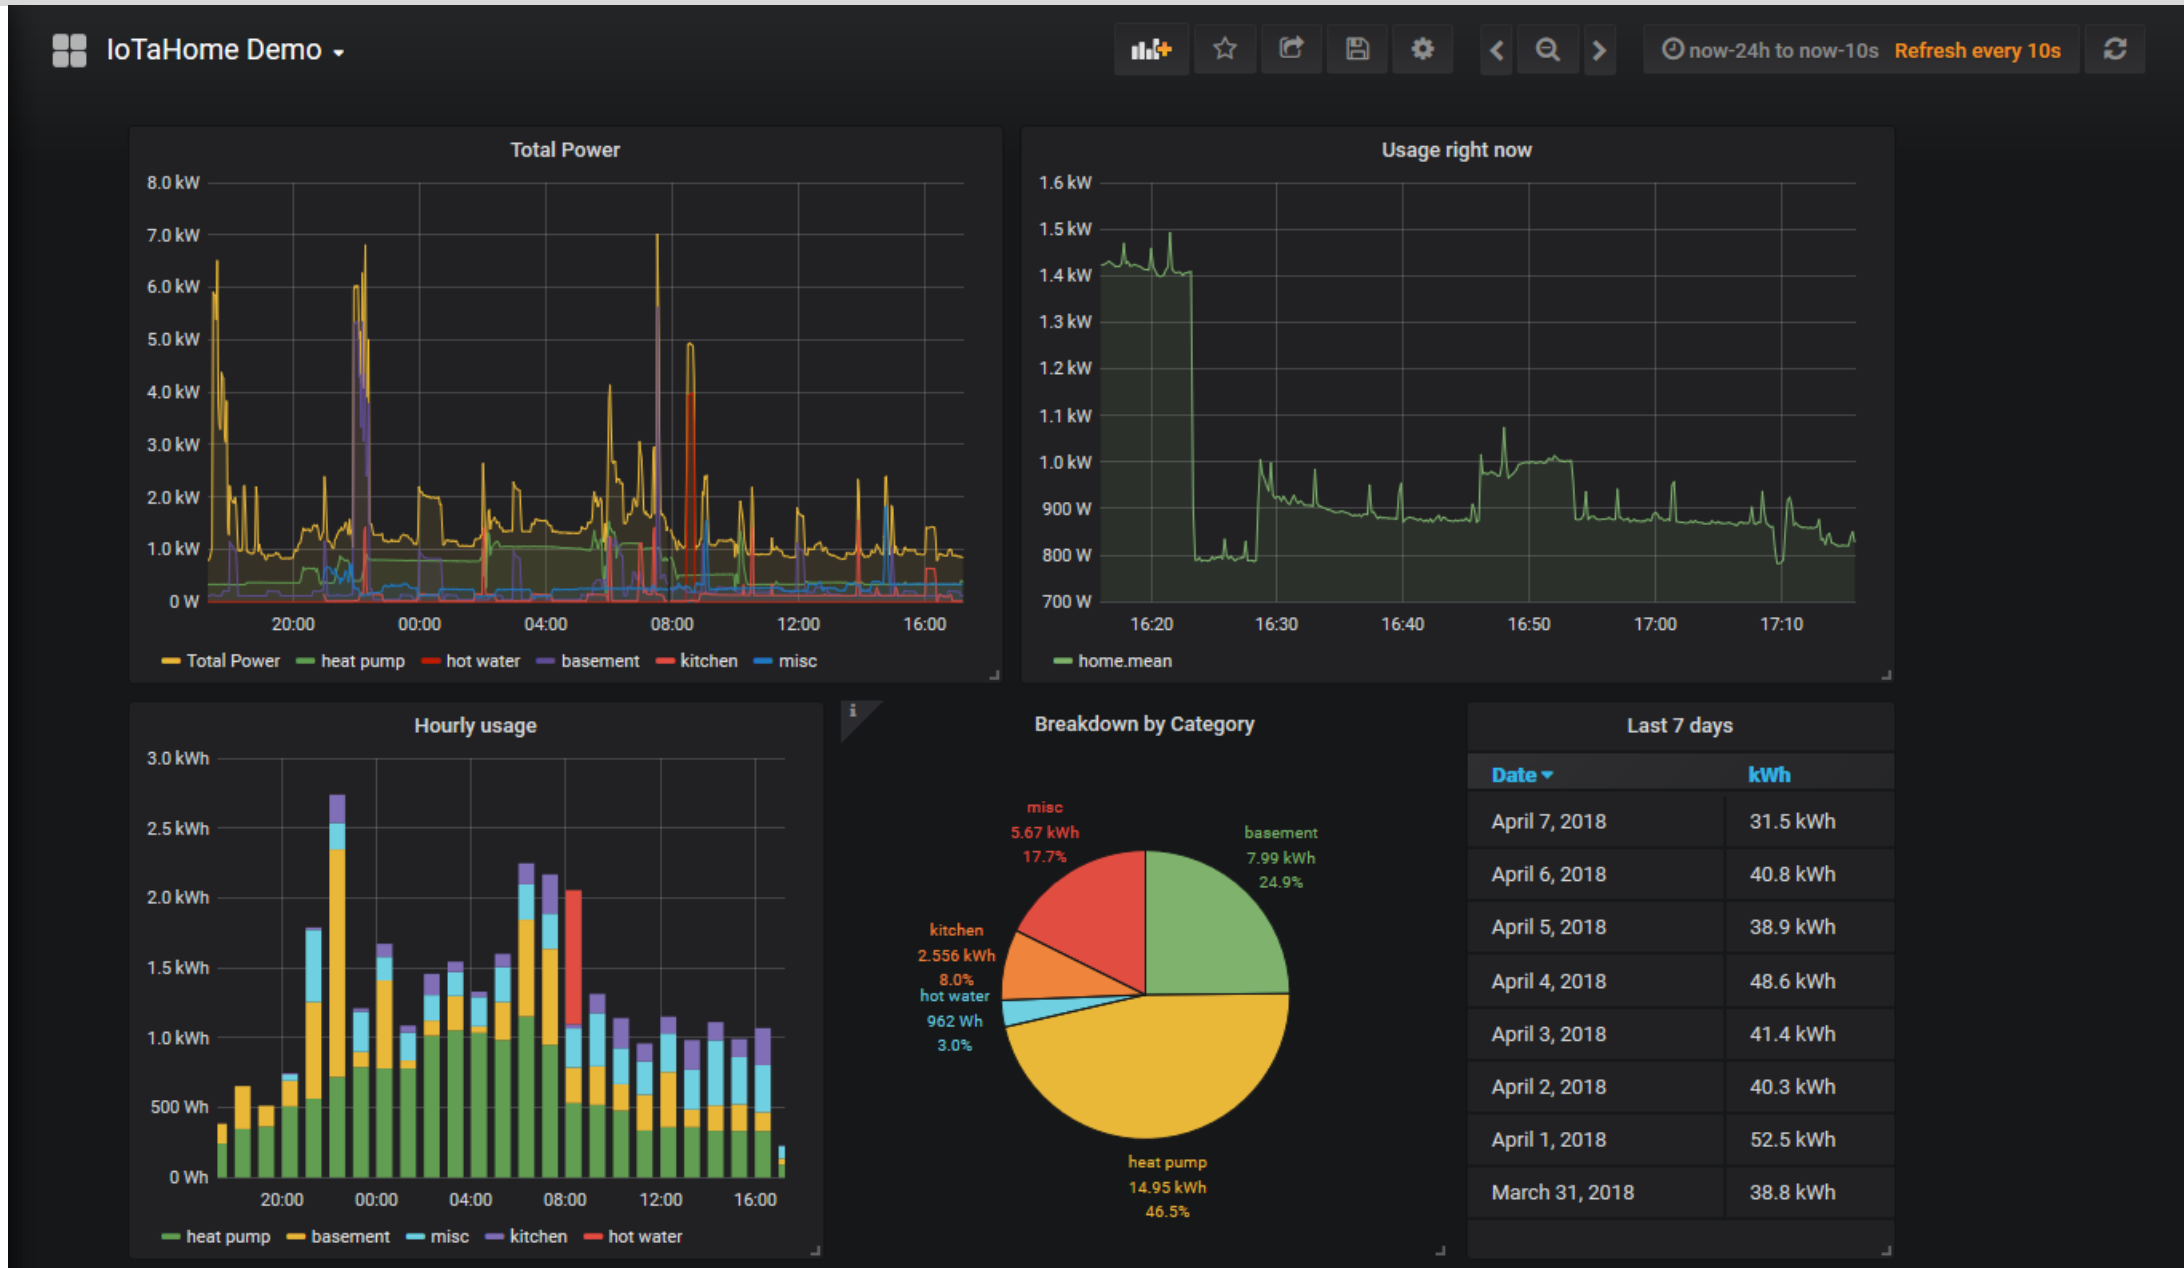 IoTaHome Demo
now-24h to now-10s Refresh every 10s
Total Power
8.0 kW
7.0 kW
6.0 kW
5.0 kW
4.0 kW
3.0 kW
2.0 kW
1.0 kW
0 W
20:00 00:00 04:00 08:00 12:00 16:00
Total Power heat pump hot water basement kitchen misc
Usage right now
1.6 kW
1.5 kW
1.4 kW
1.3 kW
1.2 kW
1.1 kW
1.0 kW
900 W
800 W
700 W
16:20 16:30 16:40 16:50 17:00 17:10
home.mean
Hourly usage
3.0 kWh
2.5 kWh
2.0 kWh
1.5 kWh
1.0 kWh
500 Wh
0 Wh
20:00 00:00 04:00 08:00 12:00 16:00
heat pump basement misc kitchen hot water
i
Breakdown by Category
misc
5.67 kWh
17.7%
basement
7.99 kWh
24.9%
kitchen
2.556 kWh
8.0%
hot water
962 Wh
3.0%
heat pump
14.95 kWh
46.5%
Last 7 days
Date kWh
April 7, 2018 31.5 kWh
April 6, 2018 40.8 kWh
April 5, 2018 38.9 kWh
April 4, 2018 48.6 kWh
April 3, 2018 41.4 kWh
April 2, 2018 40.3 kWh
April 1, 2018 52.5 kWh
March 31, 2018 38.8 kWh